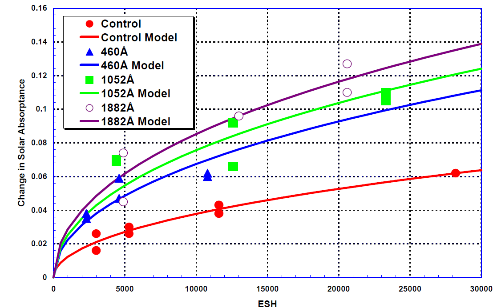 0.16
0.14
0.12
0.1
0.08
0.06
0.04
0.02
0
Change in Solar Absorptance
Control
Control Model
460Å
460Å Model
1052Å
1052Å Model
1882Å
1882Å Model
0
5000
10000
15000
20000
25000
30000
ESH